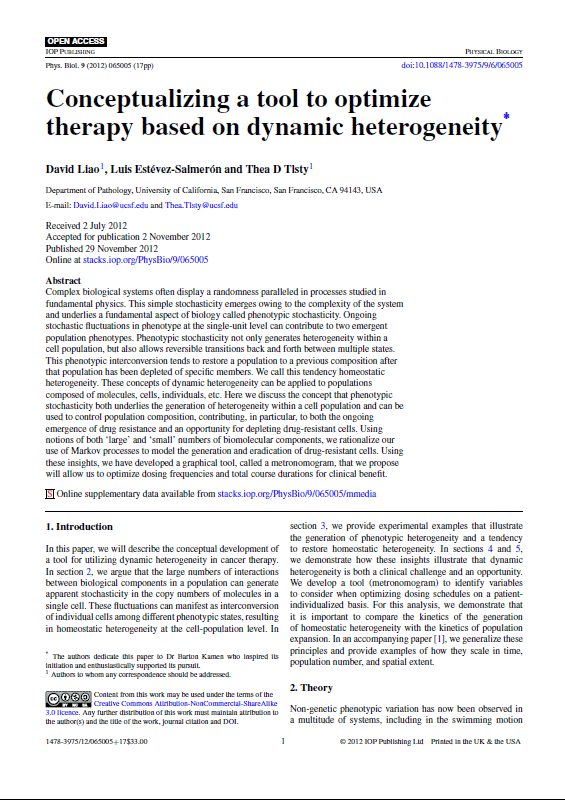 OPEN ACCESS
IOP PUBLISHING
PHYSICAL BIOLOGY
Phys. Biol. 9 (2012) 065005 (17pp)
doi:10.1088/1478-3975/9/6/065005
Conceptualizing a tool to optimize
therapy based on dynamic heterogeneity*
David Liao1, Luis Estévez-Salmerón and Thea D Tlsty1
Department of Pathology, University of California, San Francisco, San Francisco, CA 94143, USA
E-mail: David.Liao@ucsf.edu and Thea.Tlsty@ucsf.edu
Received 2 July 2012
Accepted for publication 2 November 2012
Published 29 November 2012
Online at stacks.iop.org/PhysBio/9/065005
Abstract
Complex biological systems often display a randomness paralleled in processes studied in
fundamental physics. This simple stochasticity emerges owing to the complexity of the system
and underlies a fundamental aspect of biology called phenotypic stochasticity. Ongoing
stochastic fluctuations in phenotype at the single-unit level can contribute to two emergent
population phenotypes. Phenotypic stochasticity not only generates heterogeneity within a
cell population, but also allows reversible transitions back and forth between multiple states.
This phenotypic interconversion tends to restore a population to a previous composition after
that population has been depleted of specific members. We call this tendency homeostatic
heterogeneity. These concepts of dynamic heterogeneity can be applied to populations
composed of molecules, cells, individuals, etc. Here we discuss the concept that phenotypic
stochasticity both underlies the generation of heterogeneity within a cell population and can be
used to control population composition, contributing, in particular, to both the ongoing
emergence of drug resistance and an opportunity for depleting drug-resistant cells. Using
notions of both ‘large’ and ‘small’ numbers of biomolecular components, we rationalize our
use of Markov processes to model the generation and eradication of drug-resistant cells. Using
these insights, we have developed a graphical tool, called a metronomogram, that we propose
will allow us to optimize dosing frequencies and total course durations for clinical benefit.
S Online supplementary data available from stacks.iop.org/PhysBio/9/065005/mmedia
1. Introduction
In this paper, we will describe the conceptual development of
a tool for utilizing dynamic heterogeneity in cancer therapy.
In section 2, we argue that the large numbers of interactions
between biological components in a population can generate
apparent stochasticity in the copy numbers of molecules in a
single cell. These fluctuations can manifest as interconversion
of individual cells among different phenotypic states, resulting
in homeostatic heterogeneity at the cell-population level. In
* The authors dedicate this paper to Dr Barton Kamen who inspired its
initiation and enthusiastically supported its pursuit.
1 Authors to whom any correspondence should be addressed.
Content from this work may be used under the terms of the
Creative Commons Attribution-NonCommercial-ShareAlike
3.0 licence. Any further distribution of this work must maintain attribution to
the author(s) and the title of the work, journal citation and DOI.
section 3, we provide experimental examples that illustrate
the generation of phenotypic heterogeneity and a tendency
to restore homeostatic heterogeneity. In sections 4 and 5,
we demonstrate how these insights illustrate that dynamic
heterogeneity is both a clinical challenge and an opportunity.
We develop a tool (metronomogram) to identify variables
to consider when optimizing dosing schedules on a patient-
individualized basis. For this analysis, we demonstrate that
it is important to compare the kinetics of the generation
of homeostatic heterogeneity with the kinetics of population
expansion. In an accompanying paper [1], we generalize these
principles and provide examples of how they scale in time,
population number, and spatial extent.
2. Theory
Non-genetic phenotypic variation has now been observed in
a multitude of systems, including in the swimming motion
1478-3975/12/065005+17$33.00
1
© 2012 IOP Publishing Ltd Printed in the UK & the USA